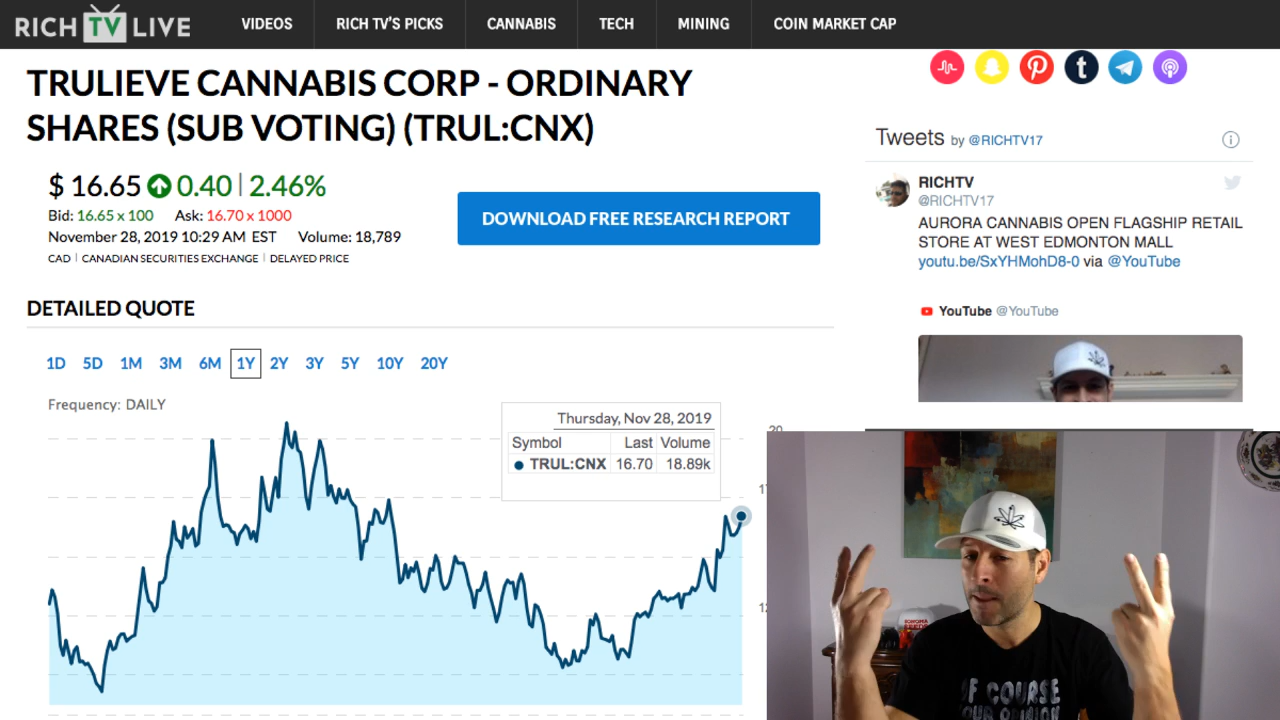 RICH TV LIVE
VIDEOS
RICH TV'S PICKS
CANNABIS
TECH
MINING
COIN MARKET CAP
TRULIEVE CANNABIS CORP - ORDINARY
SHARES (SUB VOTING) (TRUL:CNX)
$ 16.65 0.40 | 2.46%
Bid: 16.65 x 100 Ask: 16.70 x 1000
November 28, 2019 10:29 AM EST Volume: 18,789
CAD | CANADIAN SECURITIES EXCHANGE | DELAYED PRICE
DOWNLOAD FREE RESEARCH REPORT
DETAILED QUOTE
1D 5D 1M 3M 6M 1Y 2Y 3Y 5Y 10Y 20Y
Frequency: DAILY
Thursday, Nov 28, 2019
Symbol Last Volume
TRUL:CNX 16.70 18.89k
Tweets by @RICHTV17
RICHTV
@RICHTV17
AURORA CANNABIS OPEN FLAGSHIP RETAIL
STORE AT WEST EDMONTON MALL
youtu.be/SxYHMohD8-0 via @YouTube
YouTube @YouTube
OF COURSE
YOUR OPINION